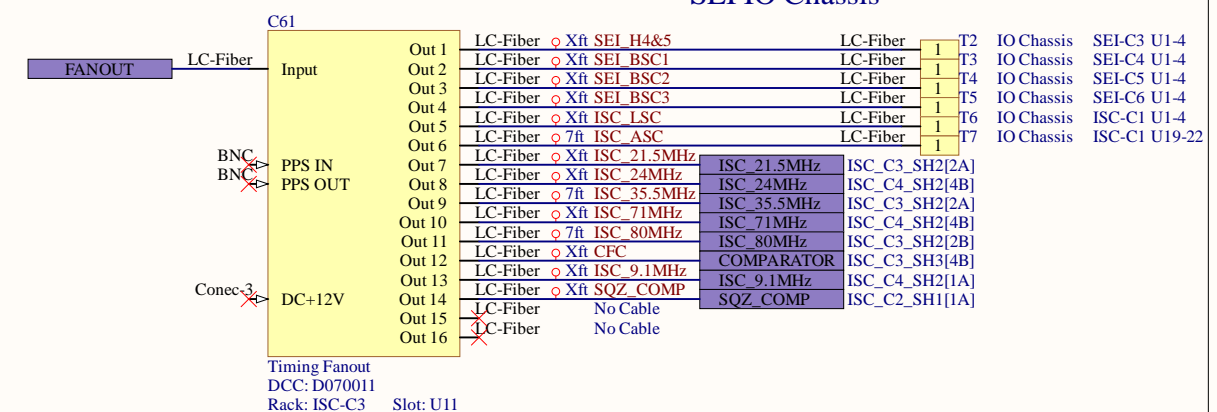 SEI IO Chassis
C61
LC-Fiber Xft SEI_H4&5 LC-Fiber T2 IO Chassis SEI-C3 U1-4
Out 1 1
FANOUT LC-Fiber Input LC-Fiber Xft SEI_BSC1 LC-Fiber T3 IO Chassis SEI-C4 U1-4
Out 2 1
LC-Fiber Xft SEI_BSC2 LC-Fiber T4 IO Chassis SEI-C5 U1-4
Out 3 1
LC-Fiber Xft SEI_BSC3 LC-Fiber T5 IO Chassis SEI-C6 U1-4
Out 4 1
LC-Fiber Xft ISC_LSC LC-Fiber T6 IO Chassis ISC-C1 U1-4
Out 5 1
LC-Fiber 7ft ISC_ASC LC-Fiber T7 IO Chassis ISC-C1 U19-22
Out 6 1
BNC PPS IN Out 7 LC-Fiber Xft ISC_21.5MHz ISC_21.5MHz ISC_C3_SH2[2A]
BNC PPS OUT Out 8 LC-Fiber Xft ISC_24MHz ISC_24MHz ISC_C4_SH2[4B]
Out 9 LC-Fiber 7ft ISC_35.5MHz ISC_35.5MHz ISC_C3_SH2[2A]
Out 10 LC-Fiber Xft ISC_71MHz ISC_71MHz ISC_C4_SH2[4B]
Out 11 LC-Fiber 7ft ISC_80MHz ISC_80MHz ISC_C3_SH2[2B]
Out 12 LC-Fiber Xft CFC COMPARATOR ISC_C3_SH3[4B]
Out 13 LC-Fiber Xft ISC_9.1MHz ISC_9.1MHz ISC_C4_SH2[1A]
Conec-3 DC+12V Out 14 LC-Fiber Xft SQZ_COMP SQZ_COMP ISC_C2_SH1[1A]
Out 15 LC-Fiber No Cable
Out 16 LC-Fiber No Cable
Timing Fanout
DCC: D070011
Rack: ISC-C3 Slot: U11